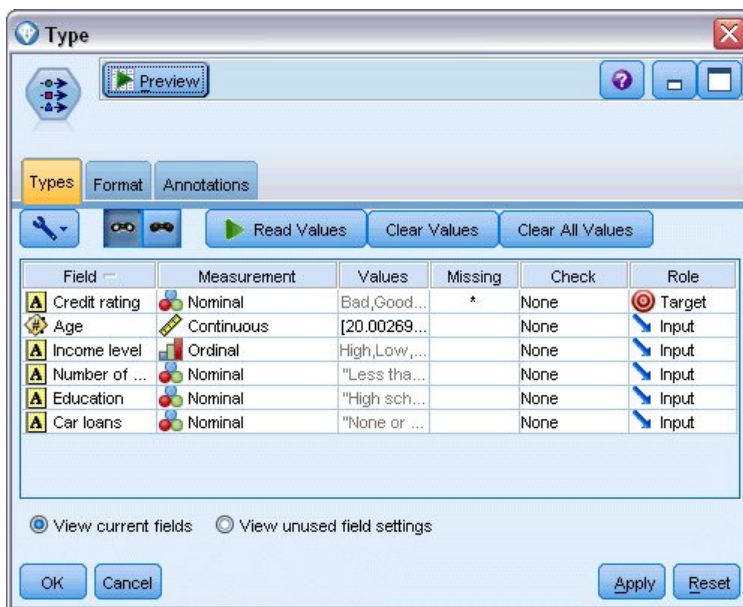 Type
Preview
Types Format Annotations
Read Values Clear Values Clear All Values
Field Measurement Values Missing Check Role
A Credit rating Nominal Bad,Good... * None Target
# Age Continuous [20.00269... None Input
A Income level Ordinal High,Low,... None Input
A Number of ... Nominal "Less tha... None Input
A Education Nominal "High sch... None Input
A Car loans Nominal "None or ... None Input
View current fields View unused field settings
OK Cancel Apply Reset